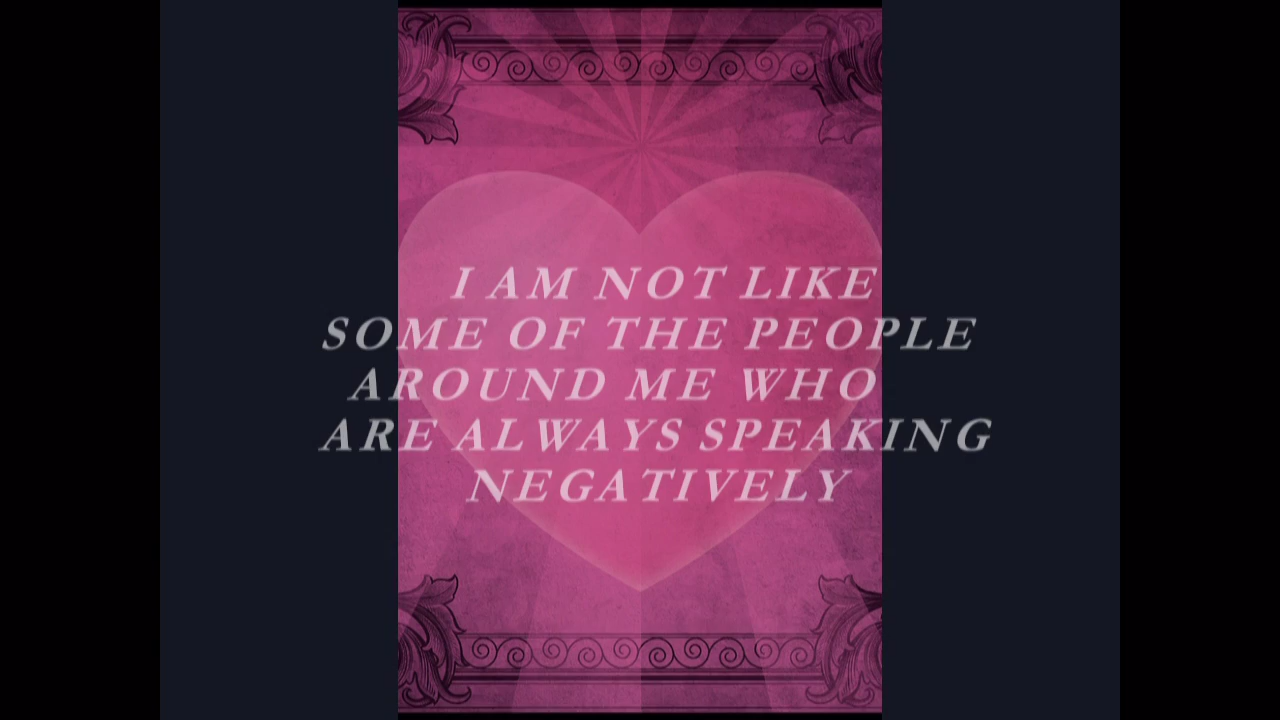 I AM NOT LIKE
SOME OF THE PEOPLE
AROUND ME WHO
ARE ALWAYS SPEAKING
NEGATIVELY